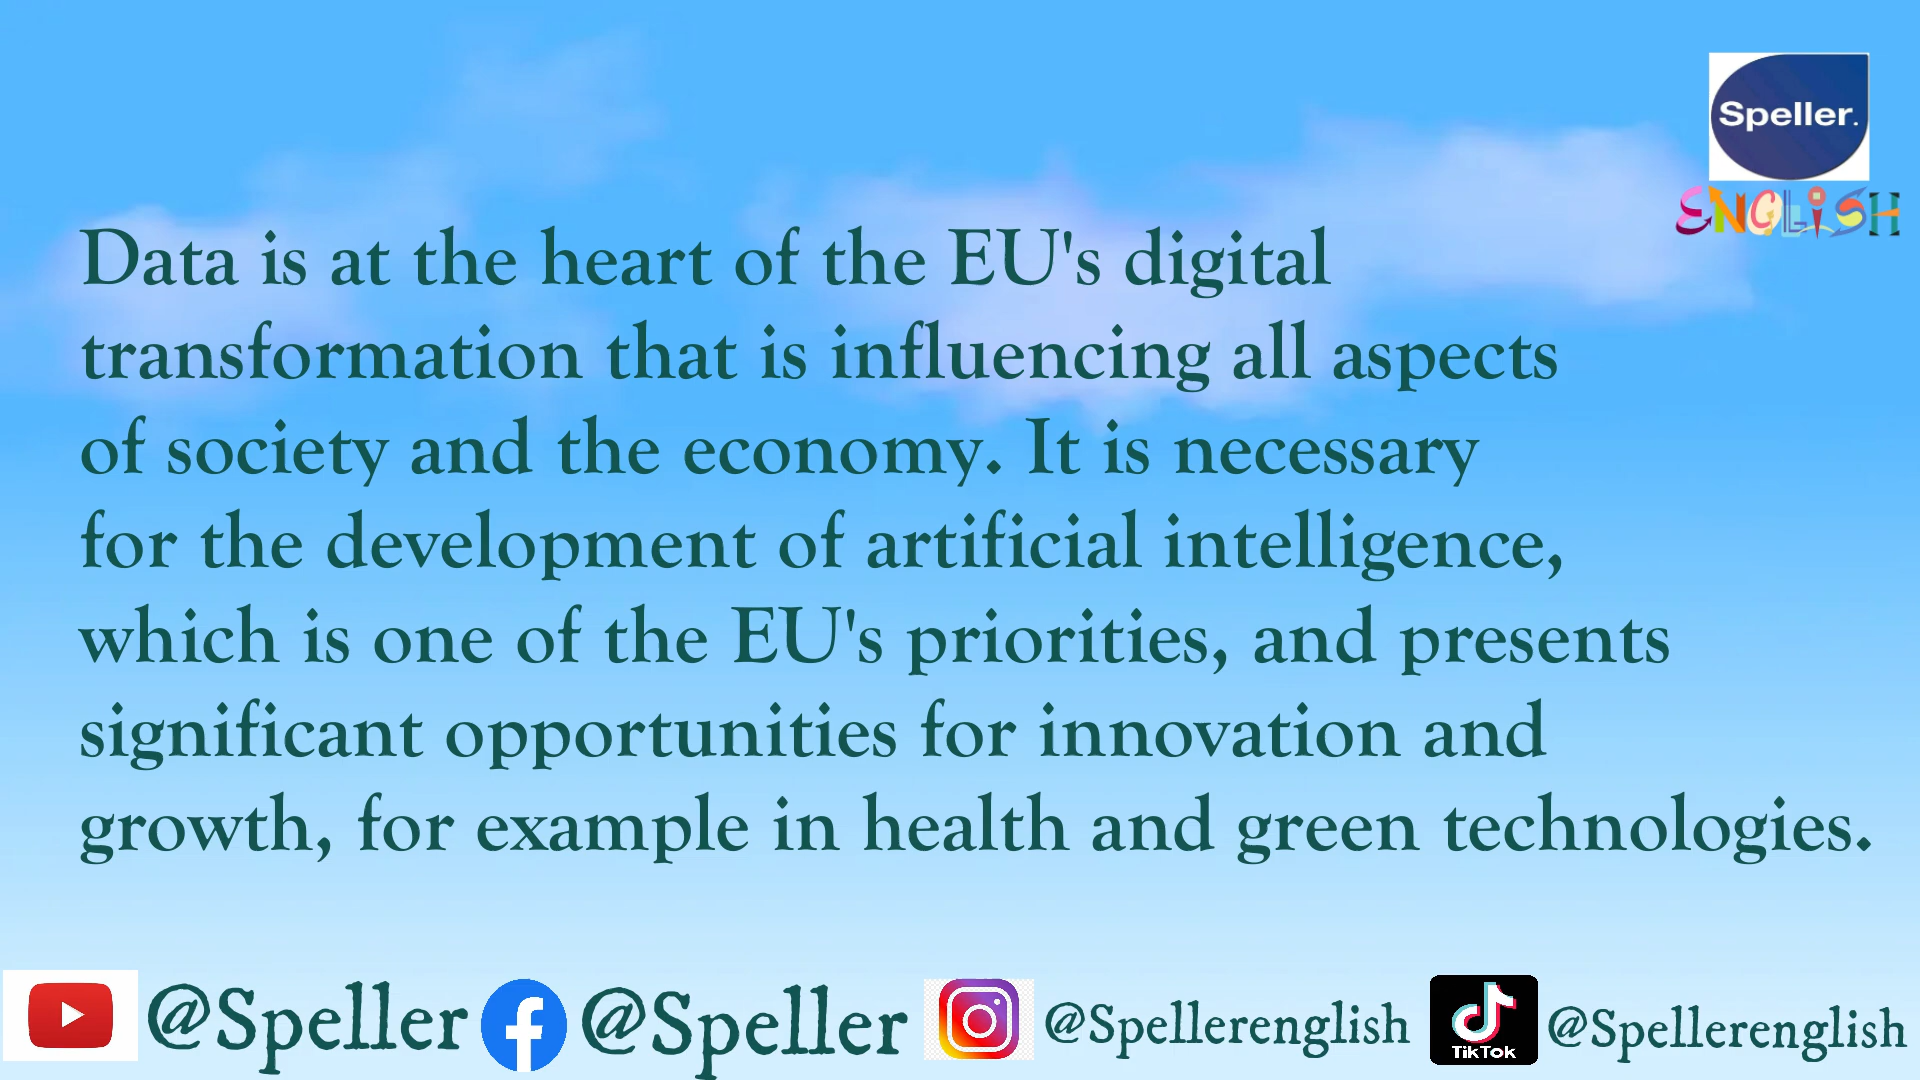 Speller.
ENGLISH
Data is at the heart of the EU's digital
transformation that is influencing all aspects
of society and the economy. It is necessary
for the development of artificial intelligence,
which is one of the EU's priorities, and presents
significant opportunities for innovation and
growth, for example in health and green technologies.
@Speller @Speller @Spellerenglish TikTok @Spellerenglish